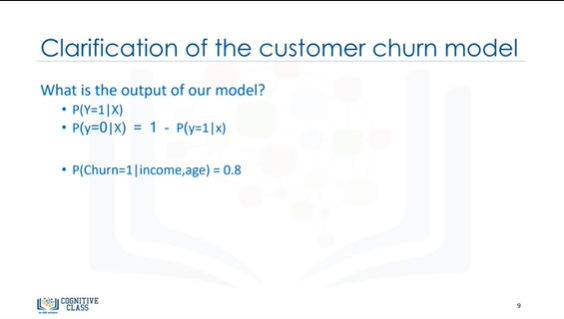 Clarification of the customer churn model
What is the output of our model?
• P(Y=1|X)
• P(y=0|X) = 1 - P(y=1|x)
• P(Churn=1|income,age) = 0.8
COGNITIVE
CLASS
9